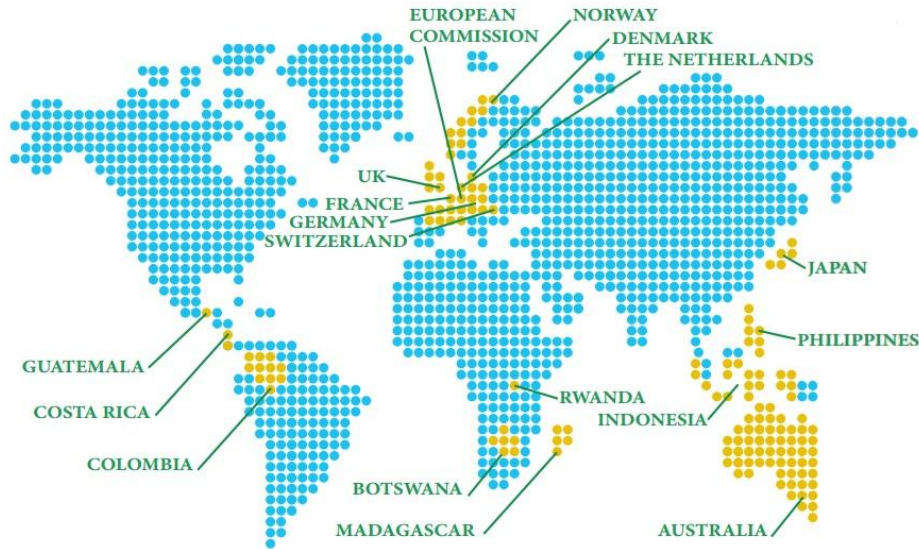 EUROPEAN
COMMISSION
NORWAY
DENMARK
THE NETHERLANDS
UK
FRANCE
GERMANY
SWITZERLAND
JAPAN
PHILIPPINES
GUATEMALA
COSTA RICA
COLOMBIA
RWANDA
INDONESIA
BOTSWANA
MADAGASCAR
AUSTRALIA